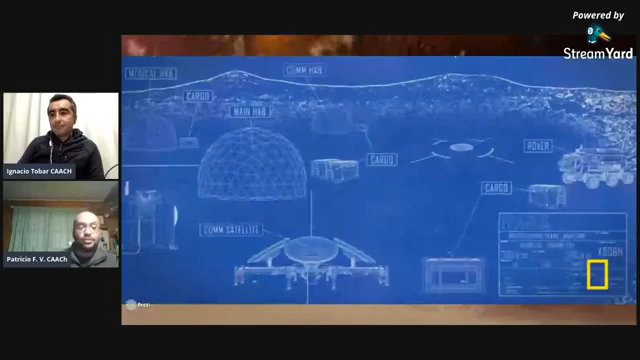 Powered by
StreamYard
MEDICAL HAB
COMM HAB
CARGO
MAIN HAB
CARGO
ROVER
CARGO
COMM SATELLITE
Ignacio Tobar CAACH
Patricio F. V. CAACh
Prezi